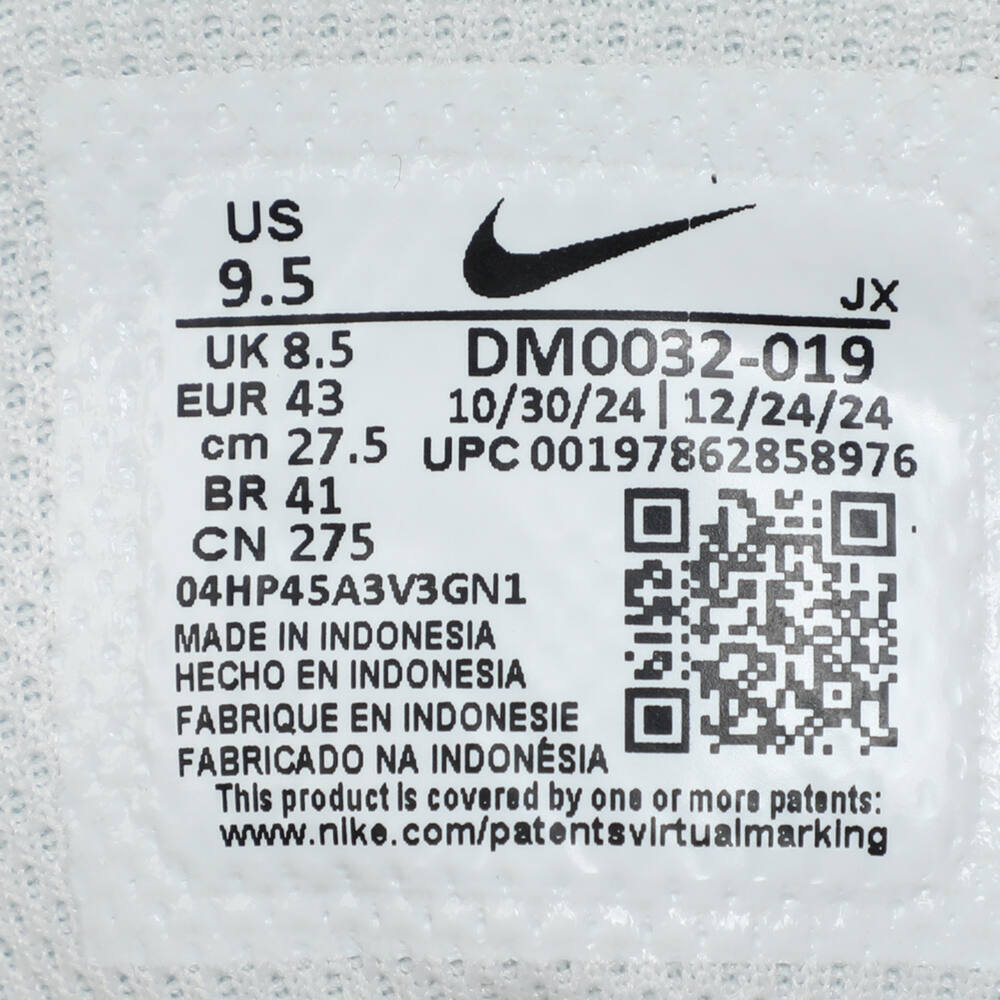 US
9.5
JX
UK 8.5
EUR 43
cm 27.5
BR 41
CN 275
DM0032-019
10/30/24 | 12/24/24
UPC 00197862858976
04HP45A3V3GN1
MADE IN INDONESIA
HECHO EN INDONESIA
FABRIQUE EN INDONESIE
FABRICADO NA INDONÉSIA
This product is covered by one or more patents:
www.nike.com/patentsvirtualmarking